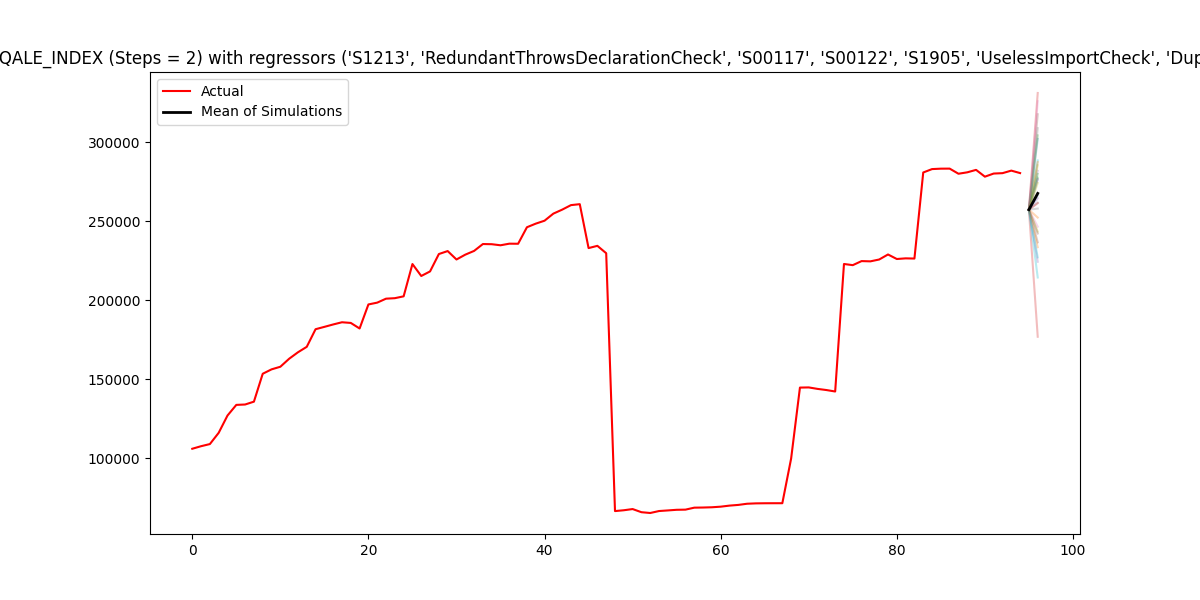 QALE_INDEX (Steps = 2) with regressors ('S1213', 'RedundantThrowsDeclarationCheck', 'S00117', 'S00122', 'S1905', 'UselessImportCheck', 'Dup
Actual
Mean of Simulations
300000
250000
200000
150000
100000
0 20 40 60 80 100